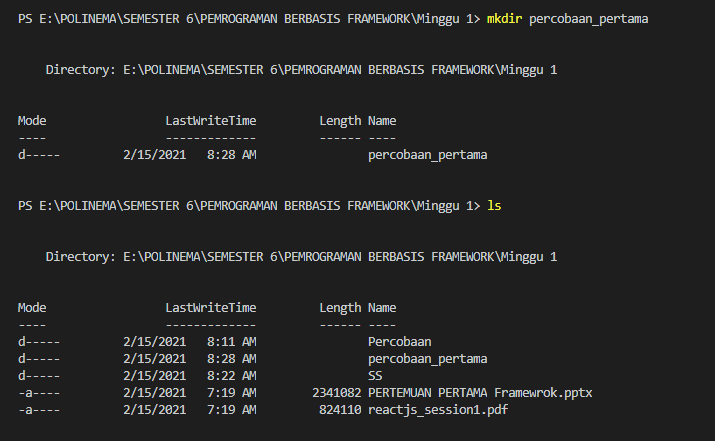 PS E:\POLINEMA\SEMESTER 6\PEMROGRAMAN BERBASIS FRAMEWORK\Minggu 1> mkdir percobaan_pertama
Directory: E:\POLINEMA\SEMESTER 6\PEMROGRAMAN BERBASIS FRAMEWORK\Minggu 1
Mode LastWriteTime Length Name
---- ------------- ------ ----
d----- 2/15/2021 8:28 AM percobaan_pertama
PS E:\POLINEMA\SEMESTER 6\PEMROGRAMAN BERBASIS FRAMEWORK\Minggu 1> ls
Directory: E:\POLINEMA\SEMESTER 6\PEMROGRAMAN BERBASIS FRAMEWORK\Minggu 1
Mode LastWriteTime Length Name
---- ------------- ------ ----
d----- 2/15/2021 8:11 AM Percobaan
d----- 2/15/2021 8:28 AM percobaan_pertama
d----- 2/15/2021 8:22 AM SS
-a---- 2/15/2021 7:19 AM 2341082 PERTEMUAN PERTAMA Framewrok.pptx
-a---- 2/15/2021 7:19 AM 824110 reactjs_session1.pdf